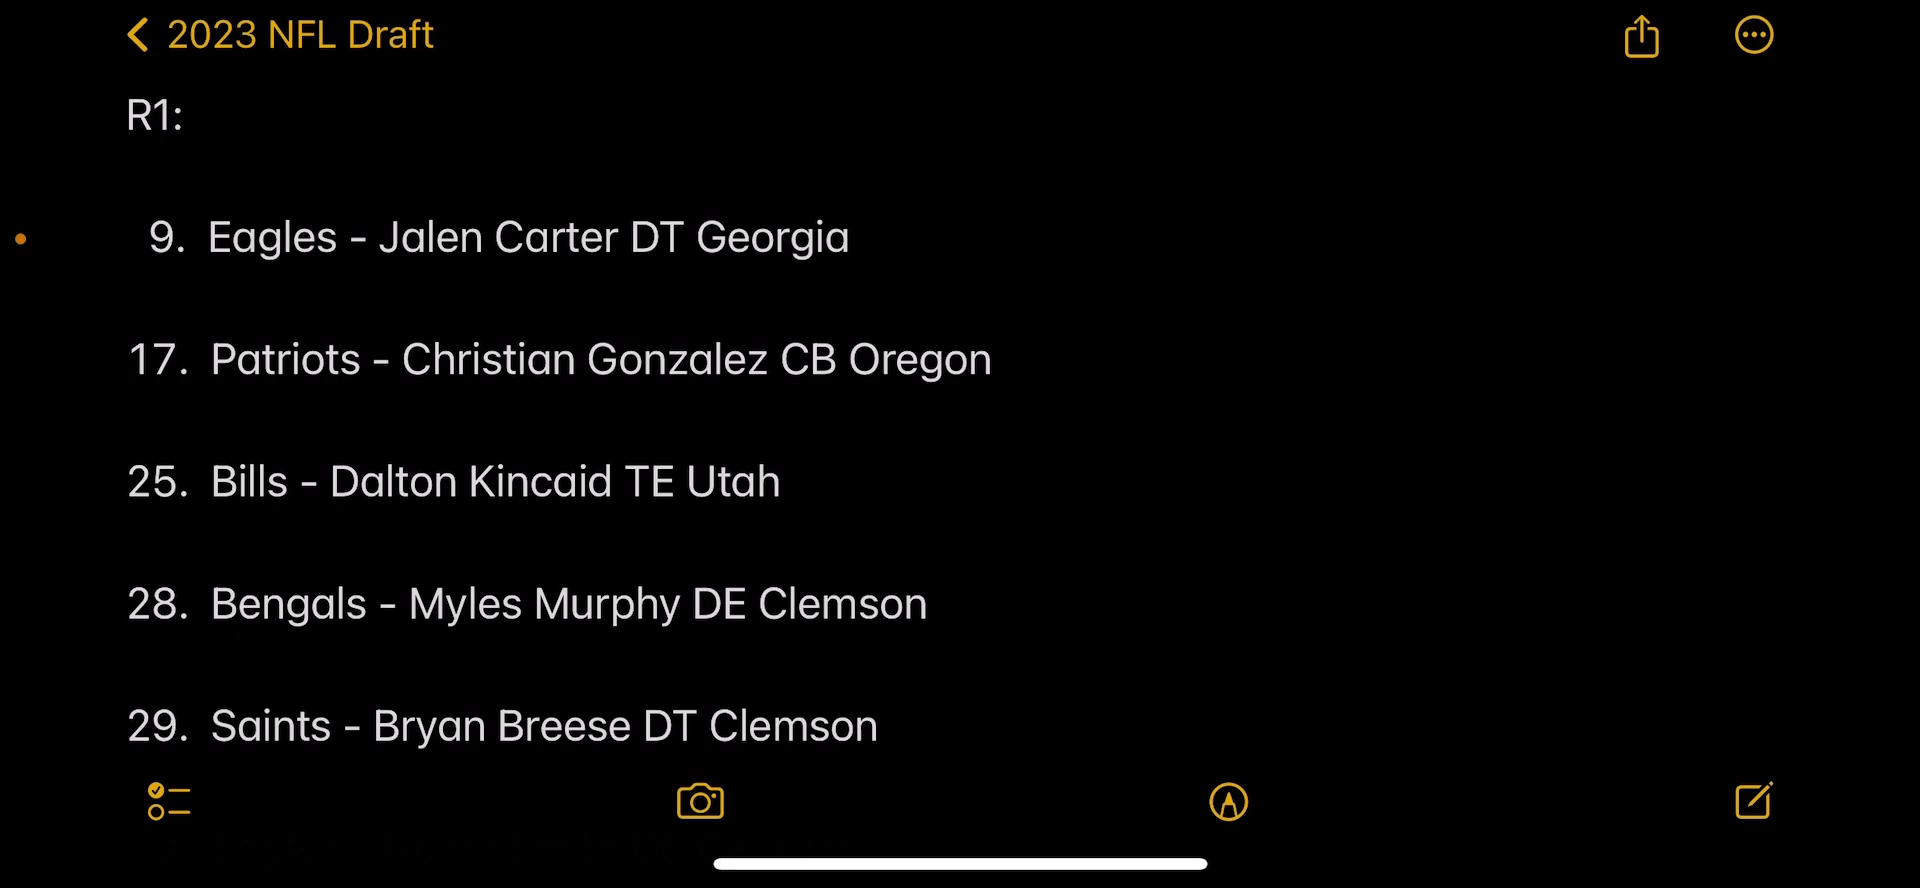 2023 NFL Draft
R1:
9. Eagles - Jalen Carter DT Georgia
17. Patriots - Christian Gonzalez CB Oregon
25. Bills - Dalton Kincaid TE Utah
28. Bengals - Myles Murphy DE Clemson
29. Saints - Bryan Breese DT Clemson